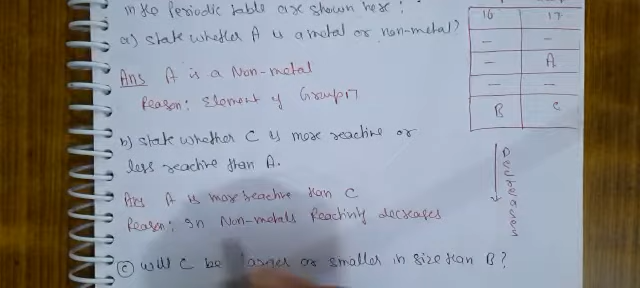 in the Periodic table are shown here :
a) state whether A is a metal or non-metal?
Ans A is a Non-metal
Reason: Element of Group 17
b) state whether C is more reactive or
less reactive than A.
Ans A is more reactive than C
Reason: In Non-metals Reactivity decreases
c) will C be larger or smaller in size than B?
16 17
- -
- A
- -
B C
Decreases